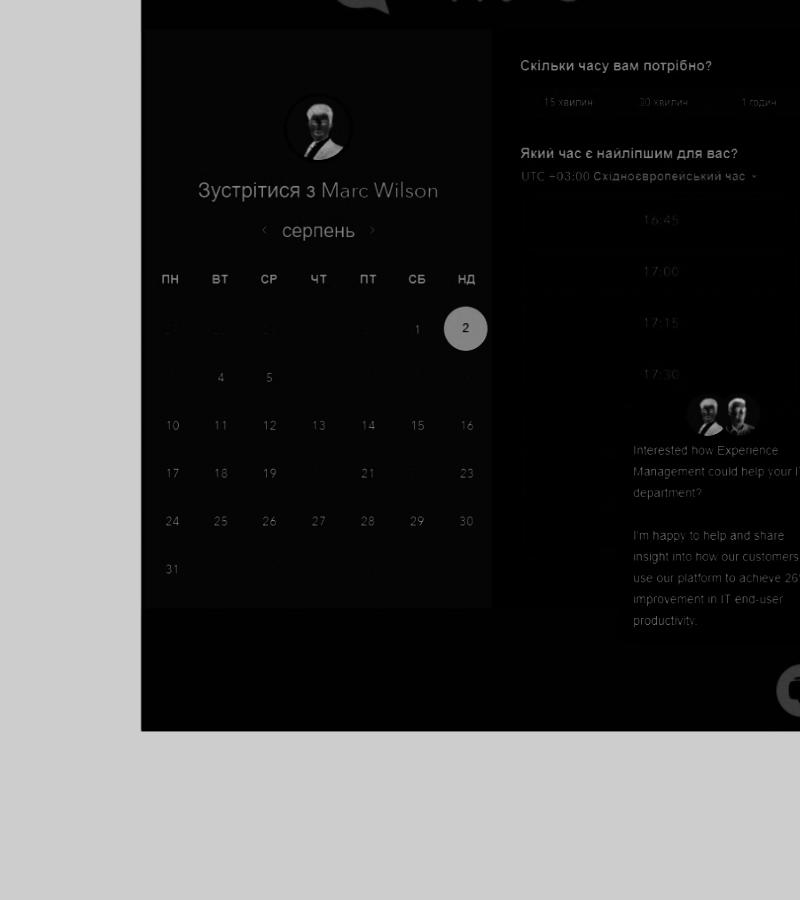 Зустрітися з Marc Wilson
‹ серпень ›
ПН ВТ СР ЧТ ПТ СБ НД
1 2
4 5
10 11 12 13 14 15 16
17 18 19 21 23
24 25 26 27 28 29 30
31
Скільки часу вам потрібно?
15 хвилин 30 хвилин 1 годин
Який час є найліпшим для вас?
UTC +03:00 Східноєвропейський час
16:45
17:00
17:15
17:30
Interested how Experience
Management could help your I
department?
I'm happy to help and share
insight into how our customers
use our platform to achieve 26
improvement in IT end-user
productivity.